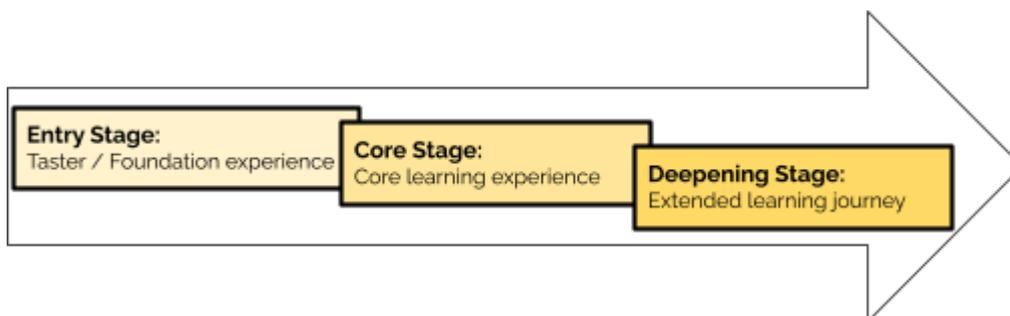 Entry Stage:
Taster / Foundation experience
Core Stage:
Core learning experience
Deepening Stage:
Extended learning journey